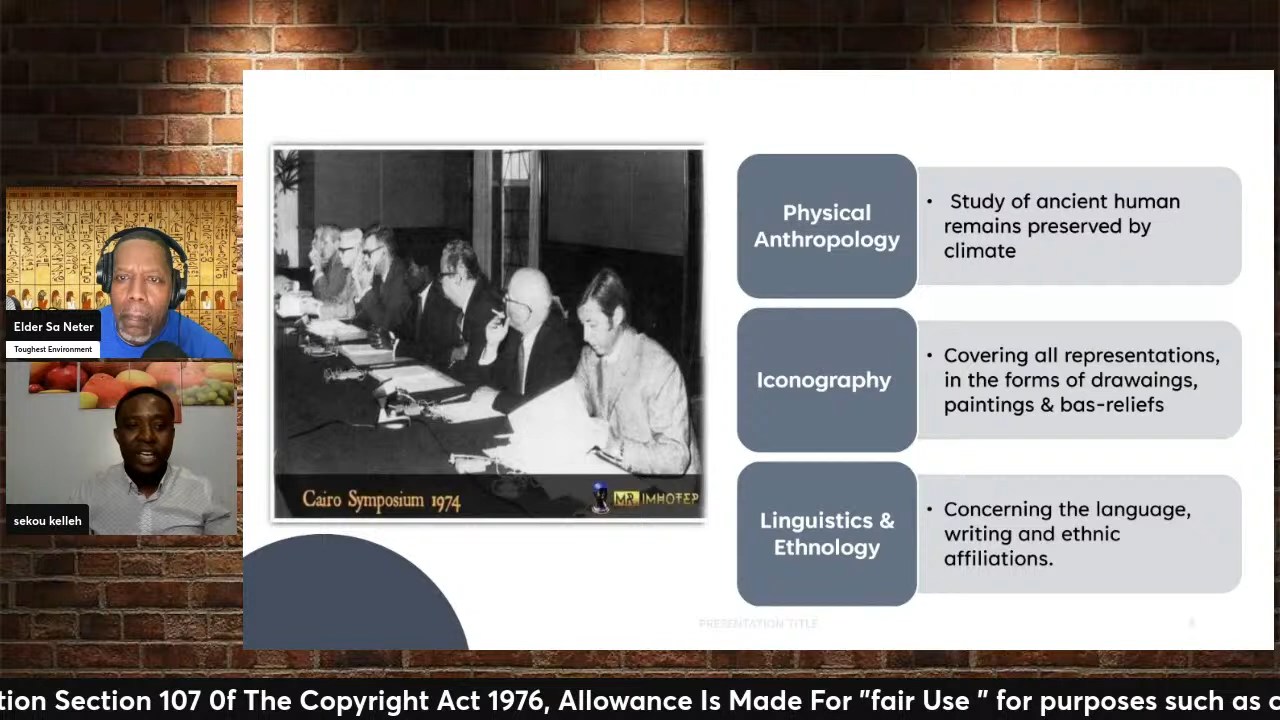 Elder Sa Neter
Toughest Environment
sekou kelleh
Cairo Symposium 1974
MR. IMHOTEP
Physical
Anthropology
• Study of ancient human
remains preserved by
climate
Iconography
• Covering all representations,
in the forms of drawaings,
paintings & bas-reliefs
Linguistics &
Ethnology
• Concerning the language,
writing and ethnic
affiliations.
PRESENTATION TITLE
tion Section 107 0f The Copyright Act 1976, Allowance Is Made For "fair Use " for purposes such as